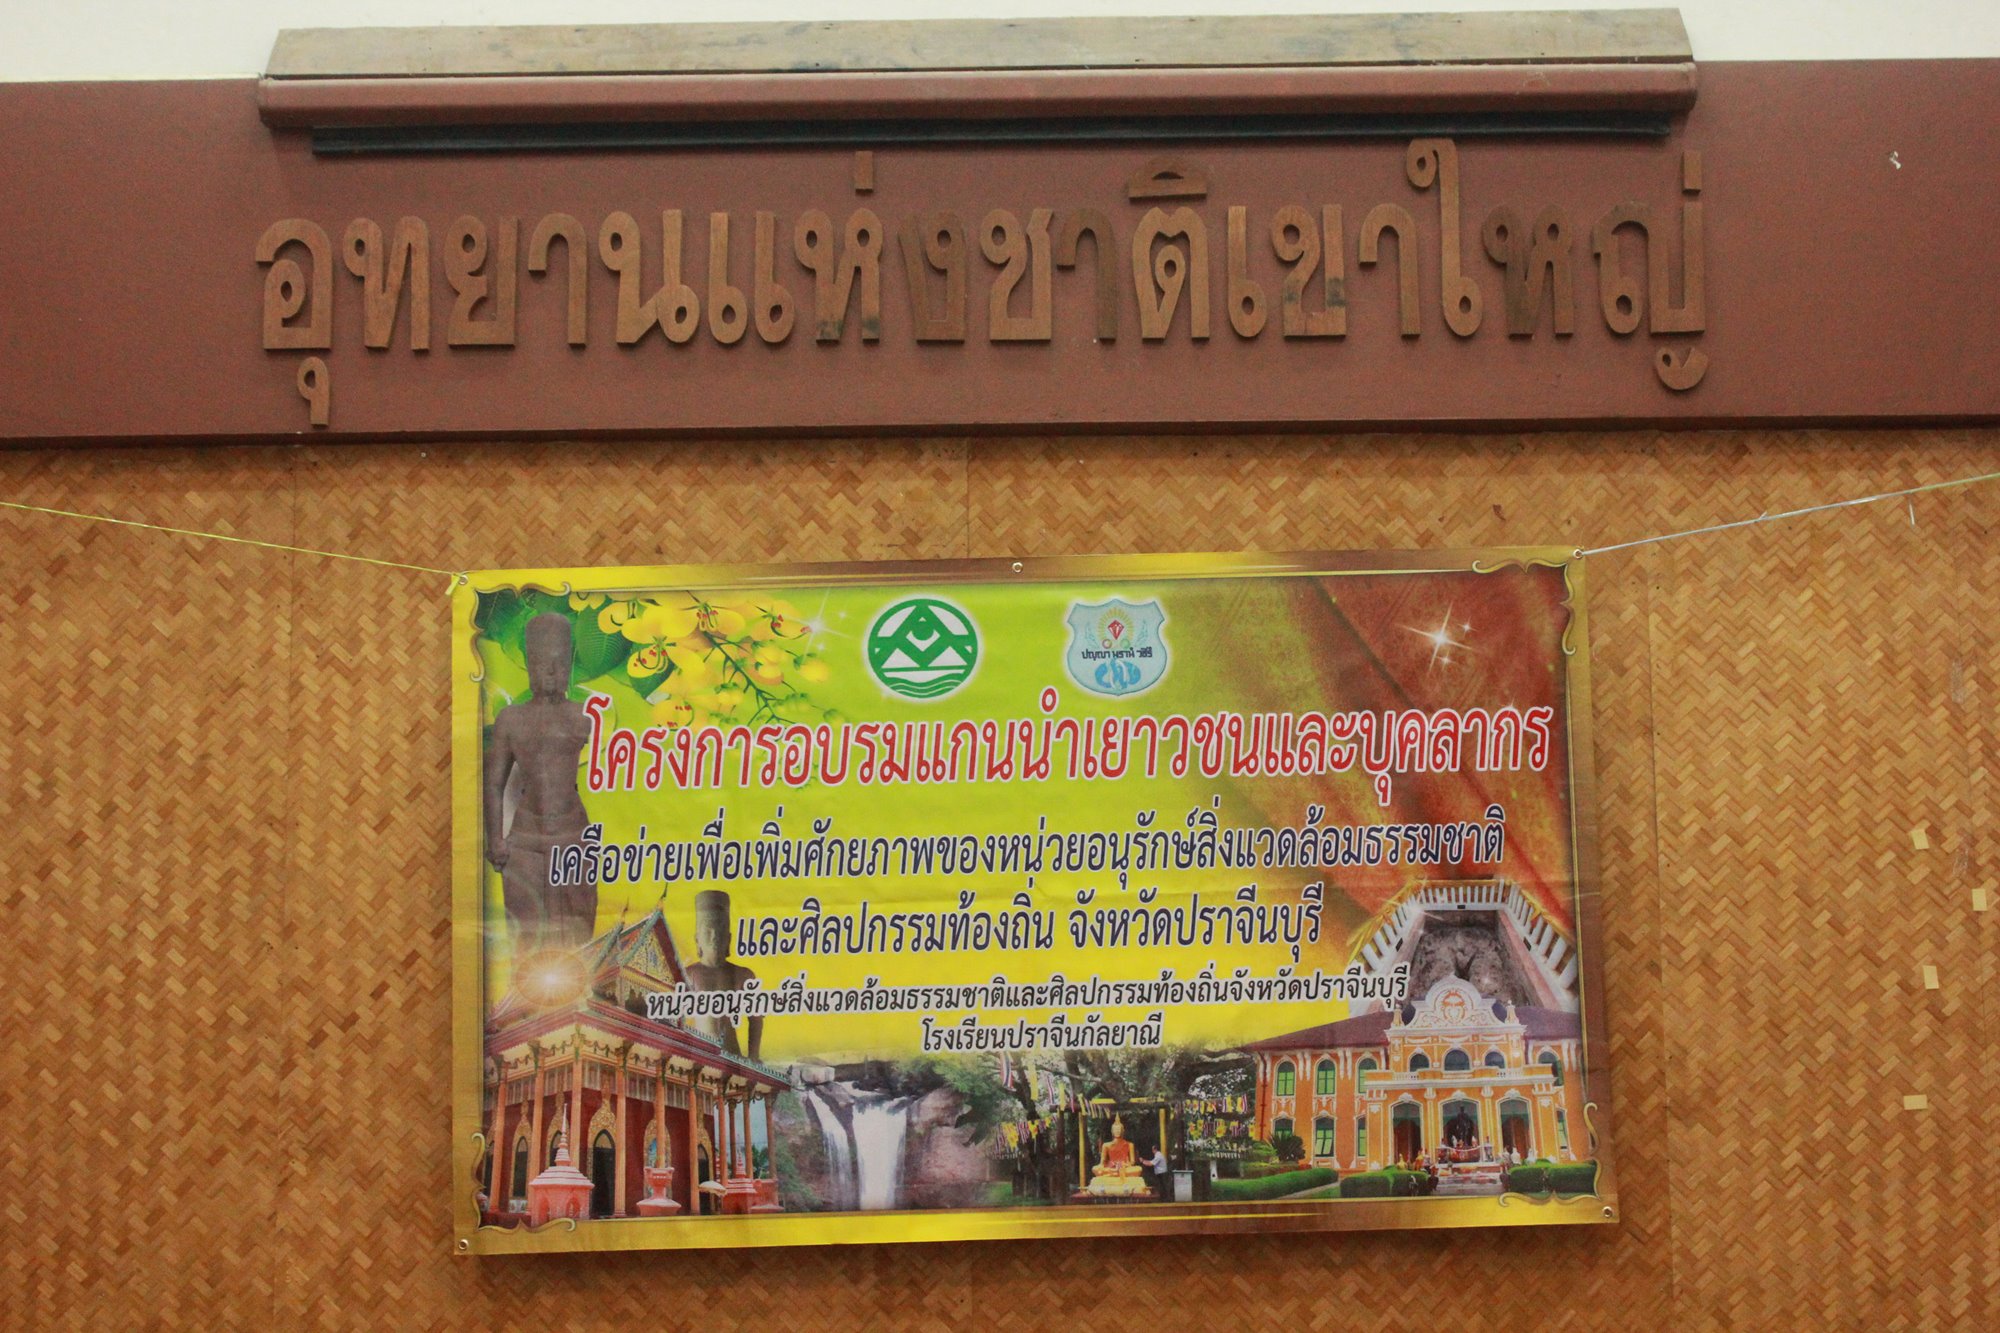 อุทยานแห่งชาติเขาใหญ่
โครงการอบรมแกนนำเยาวชนและบุคลากร
เครือข่ายเพื่อเพิ่มศักยภาพของหน่วยอนุรักษ์สิ่งแวดล้อมธรรมชาติ
และศิลปกรรมท้องถิ่น จังหวัดปราจีนบุรี
หน่วยอนุรักษ์สิ่งแวดล้อมธรรมชาติและศิลปกรรมท้องถิ่นจังหวัดปราจีนบุรี
โรงเรียนปราจีนกัลยาณี